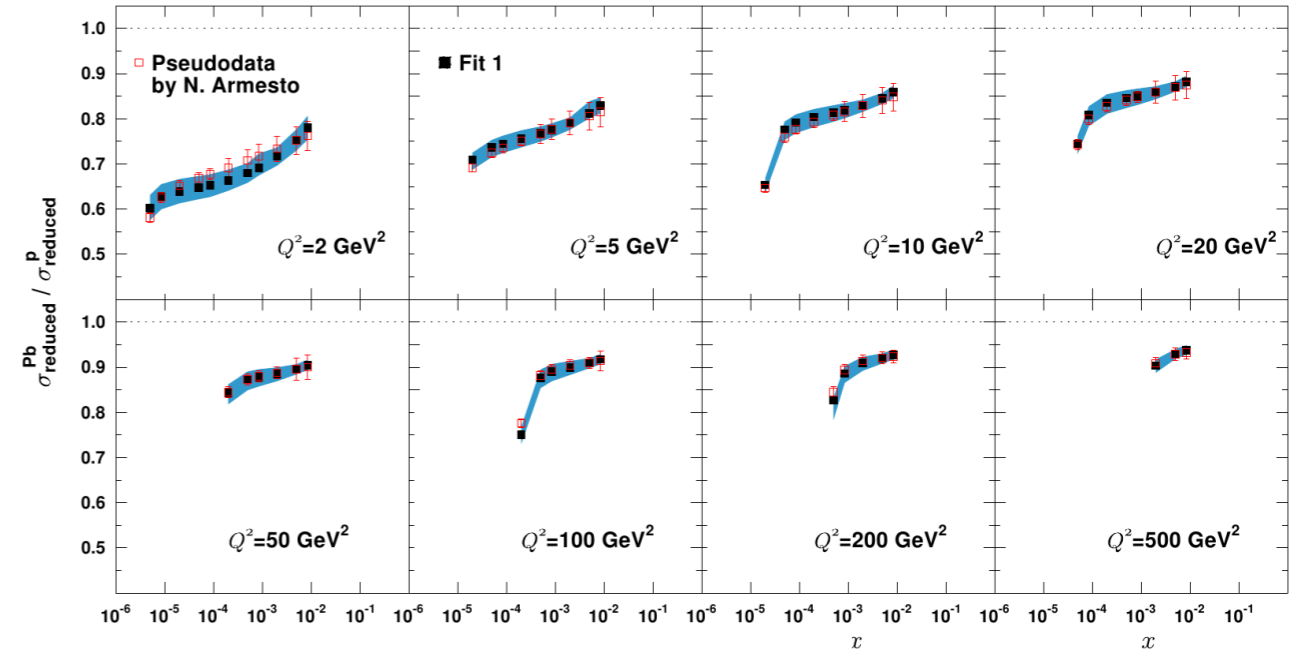 1.0
0.9
0.8
0.7
0.6
0.5
Pseudodata
by N. Armesto
Fit 1
Q²=2 GeV²
Q²=5 GeV²
Q²=10 GeV²
Q²=20 GeV²
σ^Pb_reduced / σ^p_reduced
1.0
0.9
0.8
0.7
0.6
0.5
Q²=50 GeV²
Q²=100 GeV²
Q²=200 GeV²
Q²=500 GeV²
10⁻⁶ 10⁻⁵ 10⁻⁴ 10⁻³ 10⁻² 10⁻¹ 10⁻⁶ 10⁻⁵ 10⁻⁴ 10⁻³ 10⁻² 10⁻¹ 10⁻⁶ 10⁻⁵ 10⁻⁴ 10⁻³ 10⁻² 10⁻¹ 10⁻⁶ 10⁻⁵ 10⁻⁴ 10⁻³ 10⁻² 10⁻¹
x x